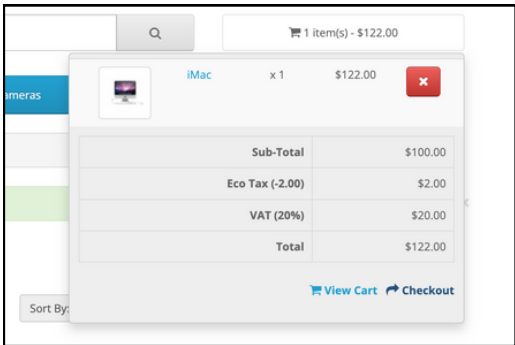 1 item(s) - $122.00
iMac x 1 $122.00
ameras
Sub-Total $100.00
Eco Tax (-2.00) $2.00
VAT (20%) $20.00
Total $122.00
View Cart Checkout
Sort By: